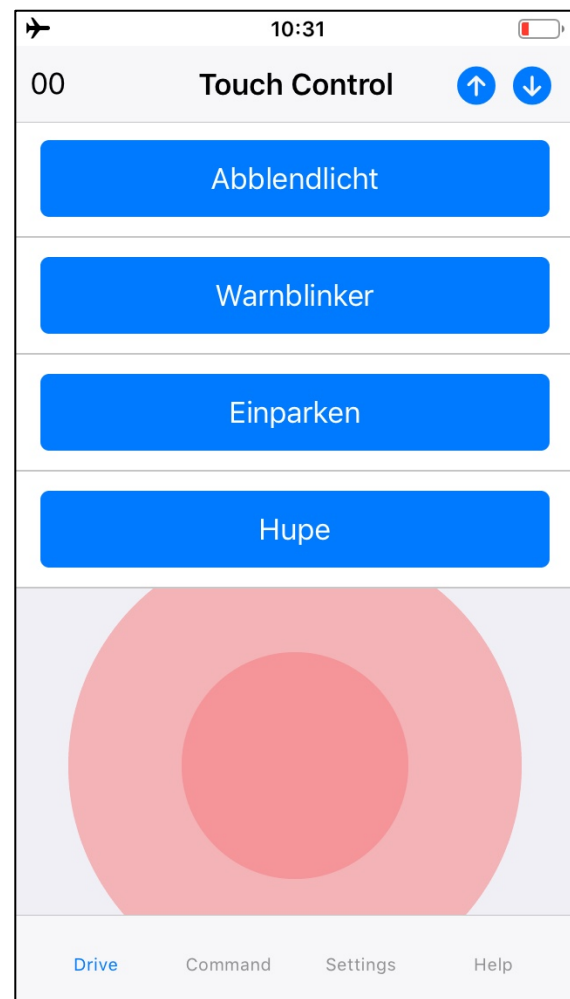 10:31
00 Touch Control
Abblendlicht
Warnblinker
Einparken
Hupe
Drive Command Settings Help